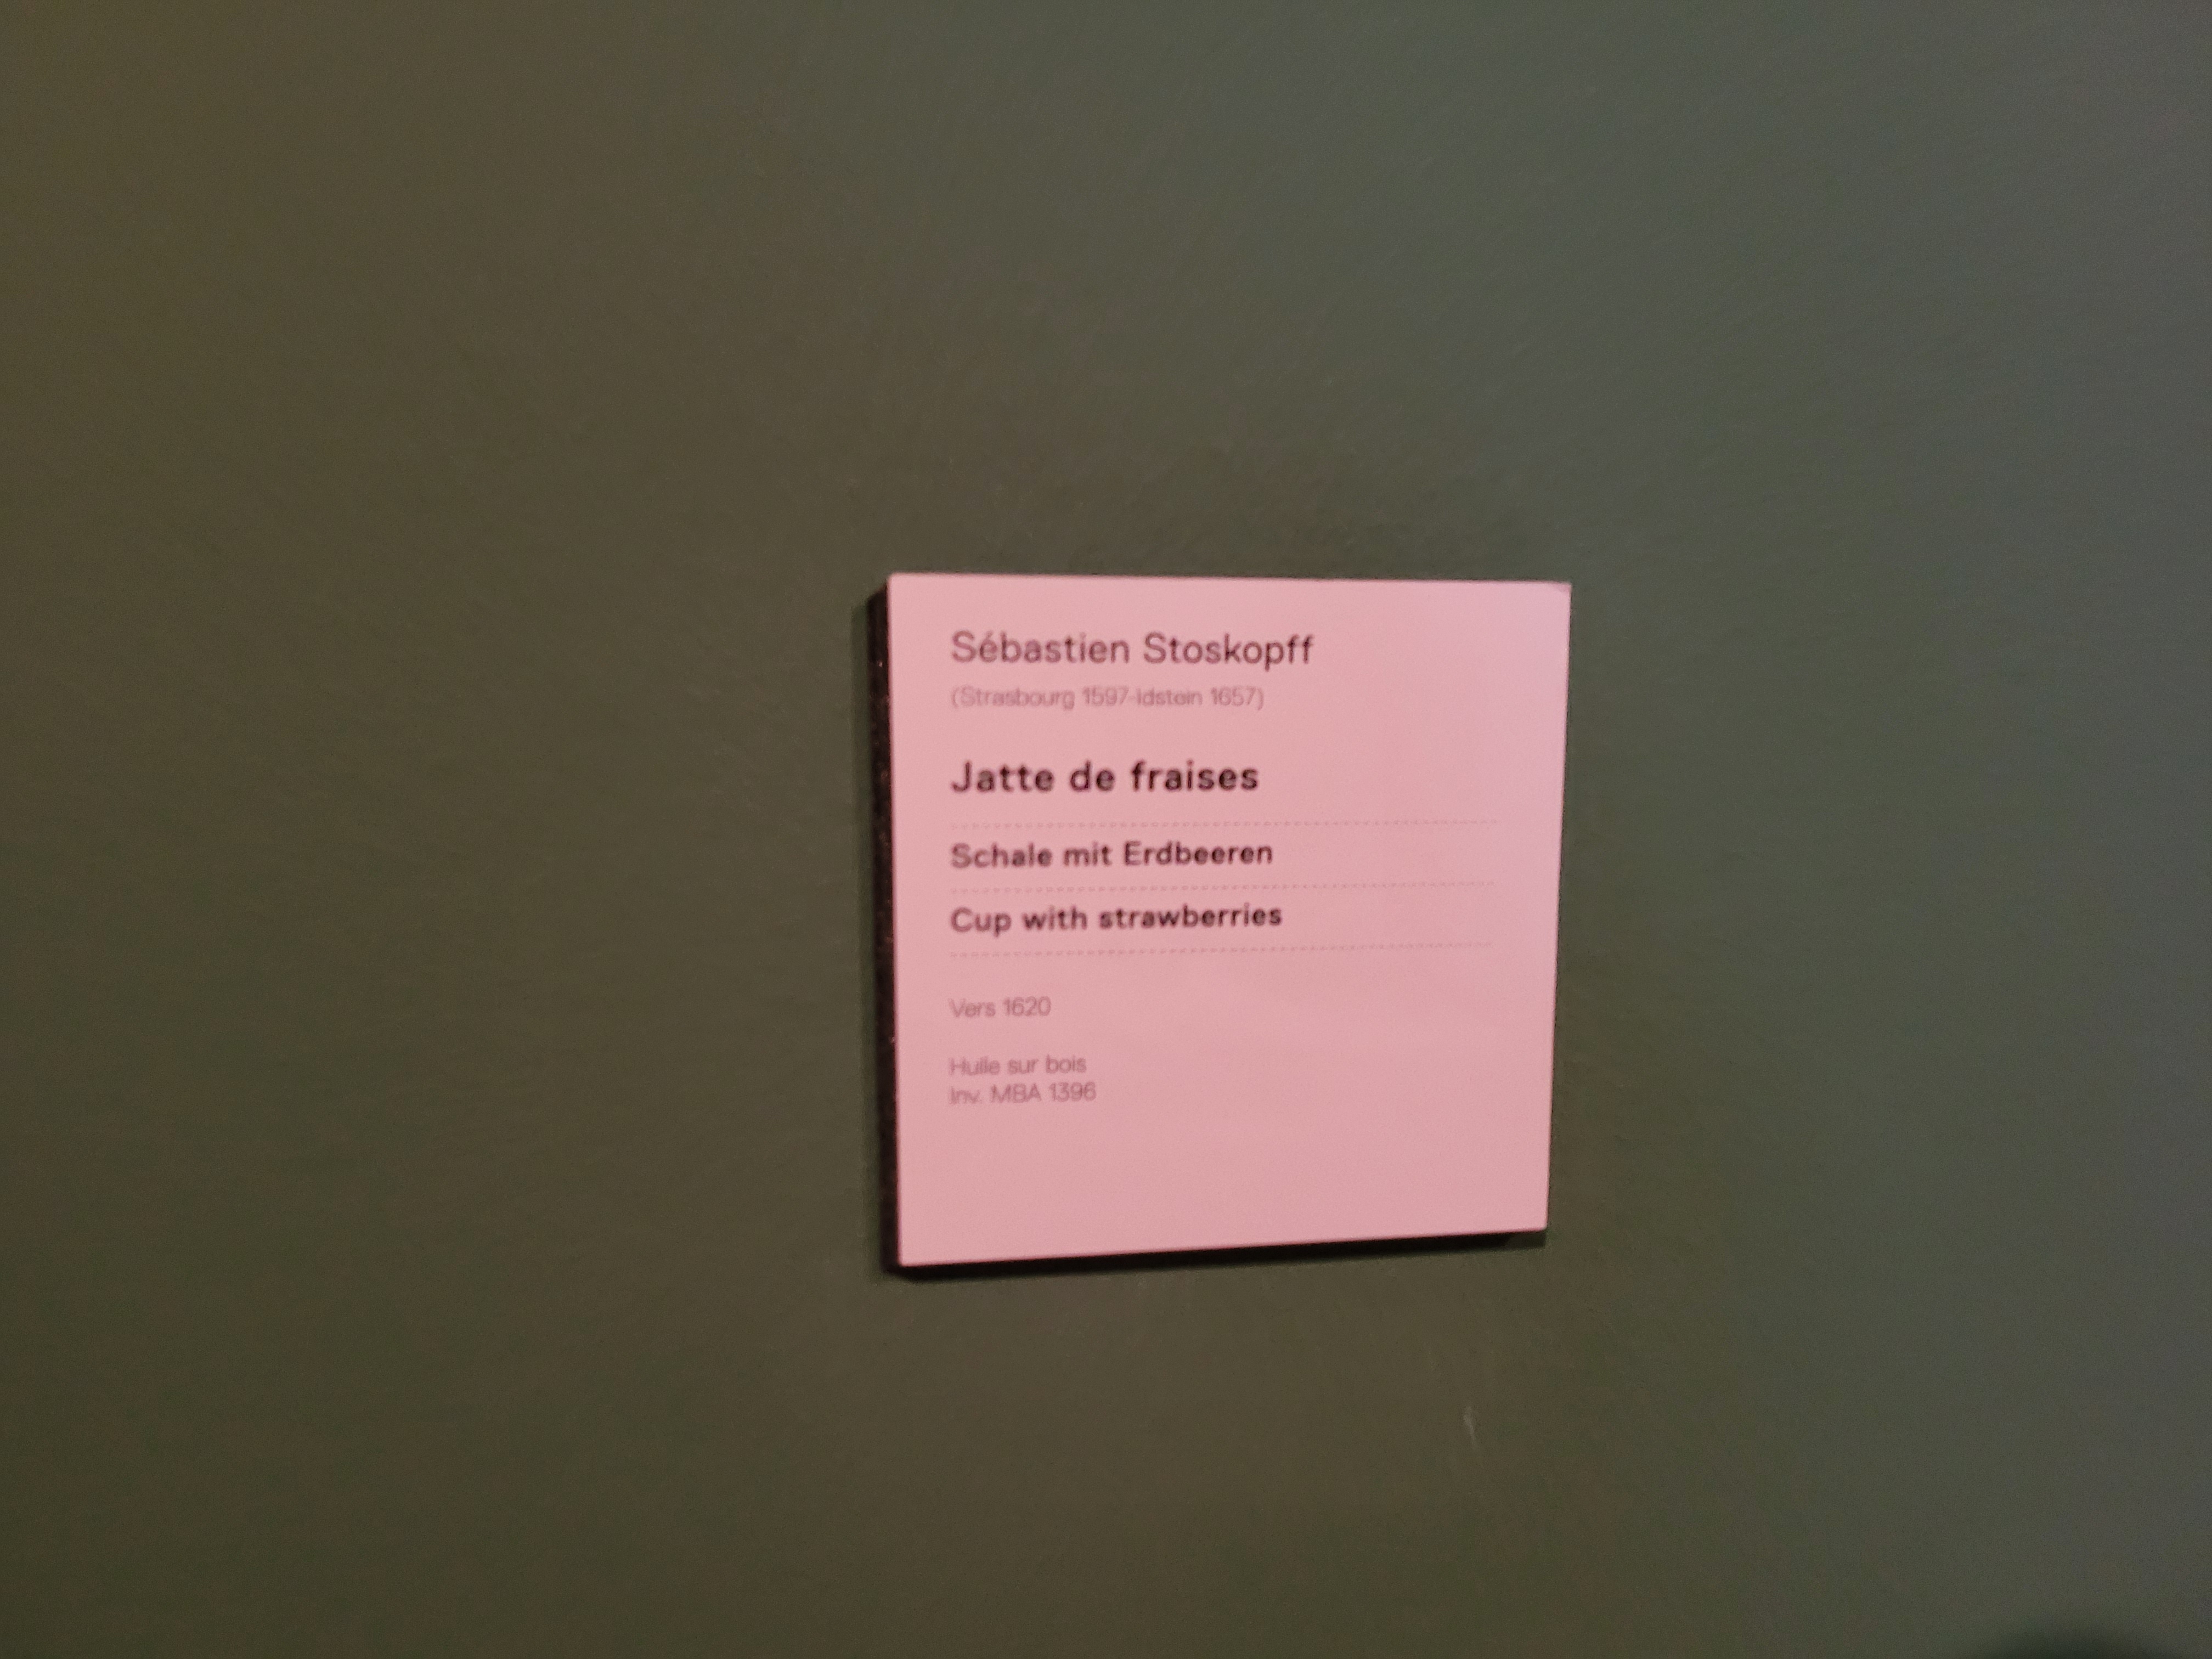 Sébastien Stoskopff
(Strasbourg 1597-Idstein 1657)
Jatte de fraises
Schale mit Erdbeeren
Cup with strawberries
Vers 1620
Huile sur bois
Inv. MBA 1396